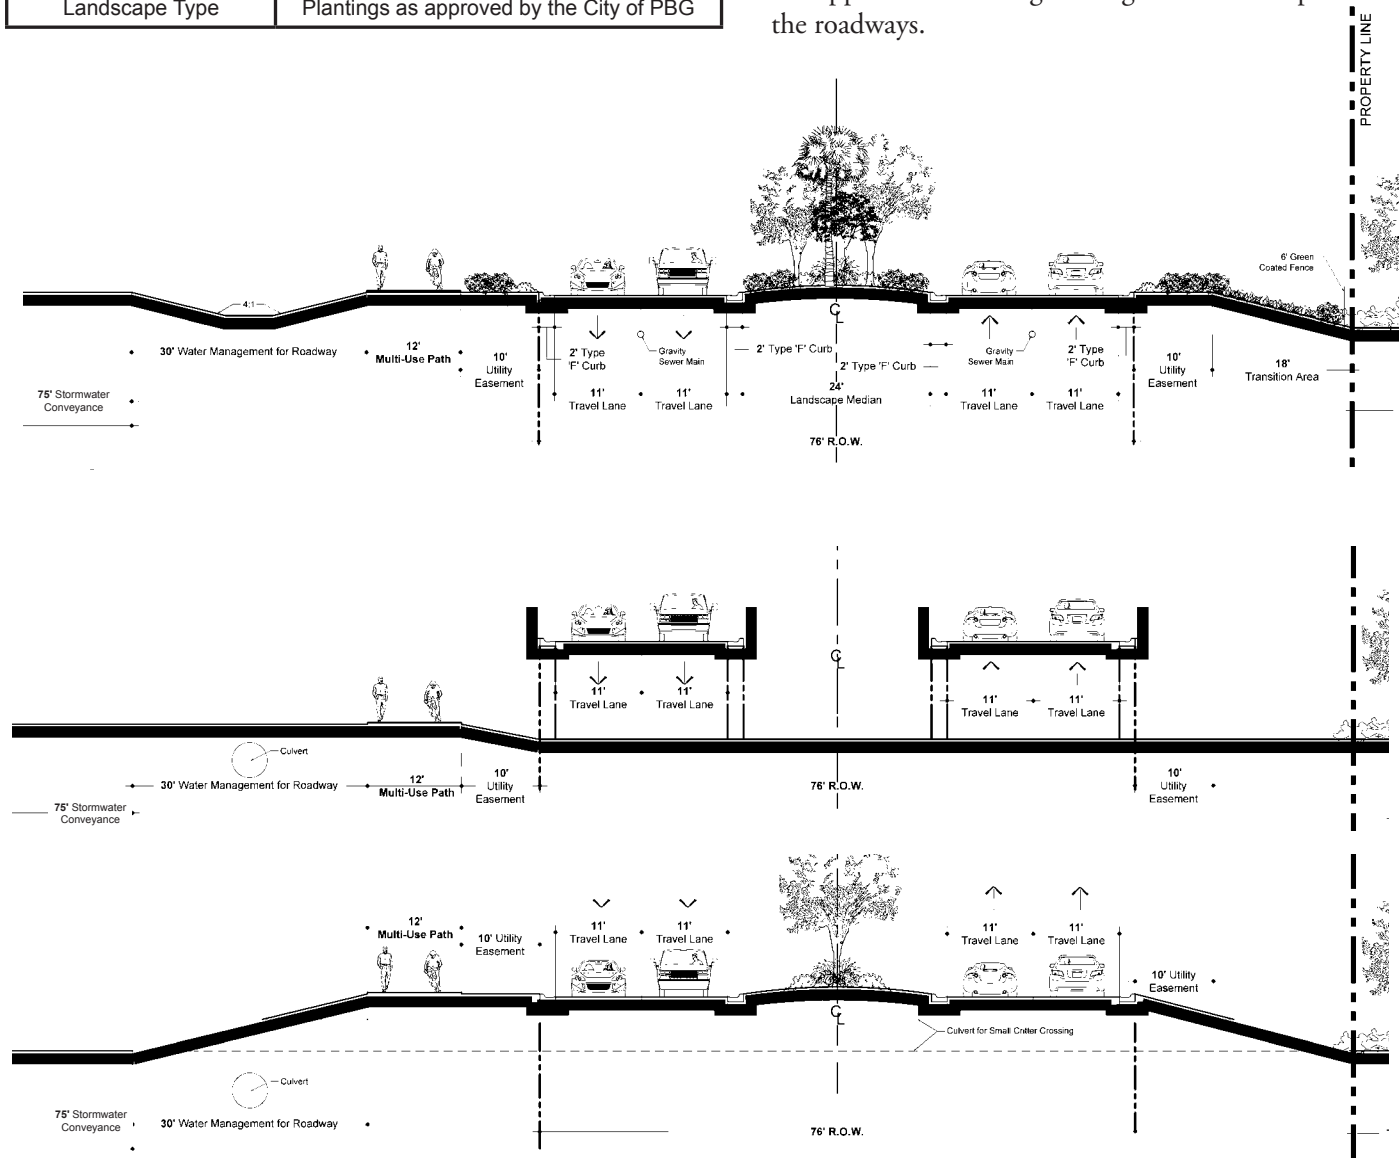 Landscape Type
Plantings as approved by the City of PBG
the roadways.
PROPERTY LINE
6' Green
Coated Fence
4:1
CL
30' Water Management for Roadway
12'
Multi-Use Path
10'
Utility
Easement
2' Type
'F' Curb
Gravity
Sewer Main
2' Type 'F' Curb
2' Type 'F' Curb
Gravity
Sewer Main
2' Type
'F' Curb
10'
Utility
Easement
18'
Transition Area
75' Stormwater
Conveyance
11'
Travel Lane
11'
Travel Lane
24'
Landscape Median
11'
Travel Lane
11'
Travel Lane
76' R.O.W.
CL
11'
Travel Lane
11'
Travel Lane
11'
Travel Lane
11'
Travel Lane
Culvert
30' Water Management for Roadway
12'
Multi-Use Path
10'
Utility
Easement
76' R.O.W.
10'
Utility
Easement
75' Stormwater
Conveyance
12'
Multi-Use Path
10' Utility
Easement
11'
Travel Lane
11'
Travel Lane
11'
Travel Lane
11'
Travel Lane
10' Utility
Easement
CL
Culvert for Small Critter Crossing
Culvert
75' Stormwater
Conveyance
30' Water Management for Roadway
76' R.O.W.